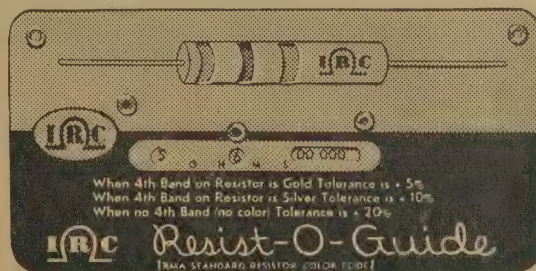 IRC
IRC
5 6 00 000
OHMS
When 4th Band on Resistor is Gold Tolerance is + 5%
When 4th Band on Resistor is Silver Tolerance is + 10%
When no 4th Band (no color) Tolerance is + 20%
IRC Resist-O-Guide
RMA STANDARD RESISTOR COLOR CODE